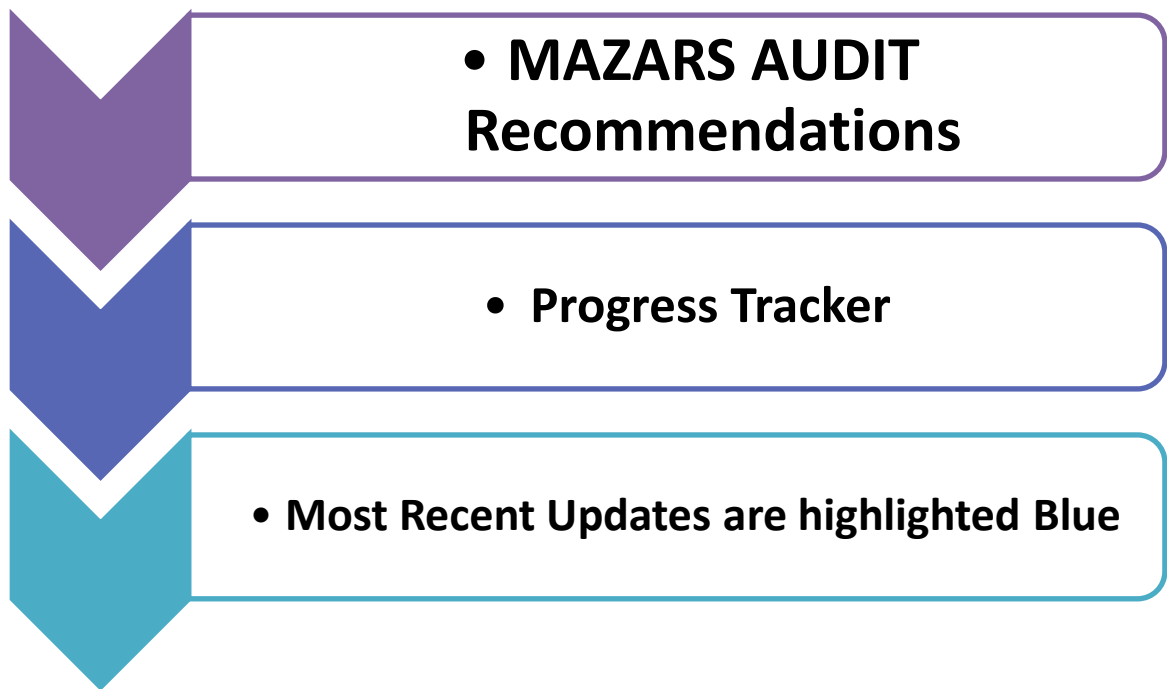 • MAZARS AUDIT
Recommendations
• Progress Tracker
• Most Recent Updates are highlighted Blue